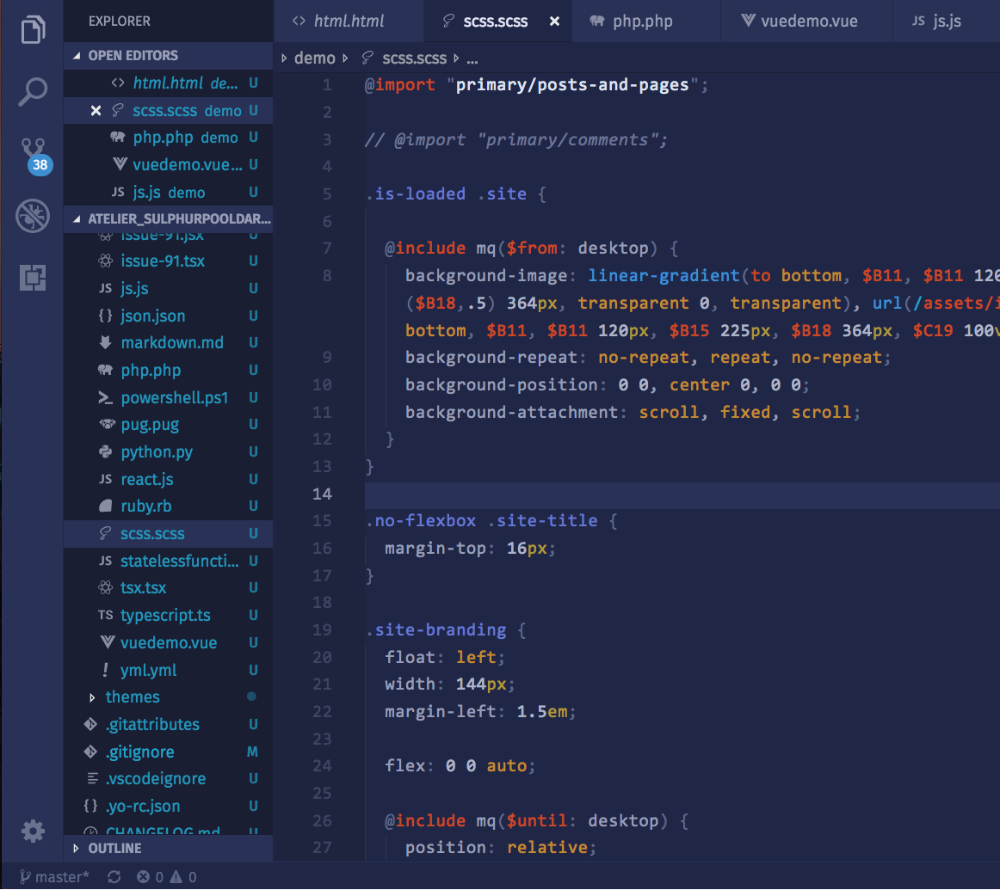 EXPLORER
OPEN EDITORS
<> html.html de... U
scss.scss demo U
php.php demo U
vuedemo.vue... U
JS js.js demo U
ATELIER_SULPHURPOOLDAR...
issue-91.jsx U
issue-91.tsx U
JS js.js U
{} json.json U
markdown.md U
php.php U
powershell.ps1 U
pug.pug U
python.py U
JS react.js U
ruby.rb U
scss.scss U
JS statelessfuncti... U
tsx.tsx U
TS typescript.ts U
vuedemo.vue U
! yml.yml U
themes
.gitattributes U
.gitignore M
.vscodeignore U
{} .yo-rc.json U
CHANGELOG.md U
OUTLINE
38
<> html.html scss.scss × php.php vuedemo.vue JS js.js
demo scss.scss ...
1 @import "primary/posts-and-pages";
2
3 // @import "primary/comments";
4
5 .is-loaded .site {
6
7 @include mq($from: desktop) {
8 background-image: linear-gradient(to bottom, $B11, $B11 120
($B18,.5) 364px, transparent 0, transparent), url(/assets/i
bottom, $B11, $B11 120px, $B15 225px, $B18 364px, $C19 100v
9 background-repeat: no-repeat, repeat, no-repeat;
10 background-position: 0 0, center 0, 0 0;
11 background-attachment: scroll, fixed, scroll;
12 }
13 }
14
15 .no-flexbox .site-title {
16 margin-top: 16px;
17 }
18
19 .site-branding {
20 float: left;
21 width: 144px;
22 margin-left: 1.5em;
23
24 flex: 0 0 auto;
25
26 @include mq($until: desktop) {
27 position: relative;
master* 0 0